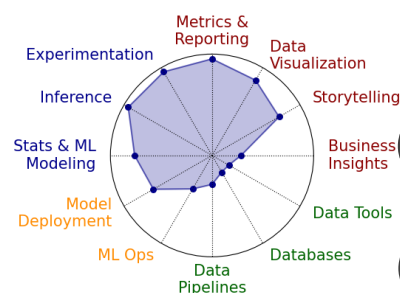 Metrics &
Reporting
Experimentation
Data
Visualization
Inference
Storytelling
Stats & ML
Modeling
Business
Insights
Model
Deployment
Data Tools
ML Ops
Databases
Data
Pipelines